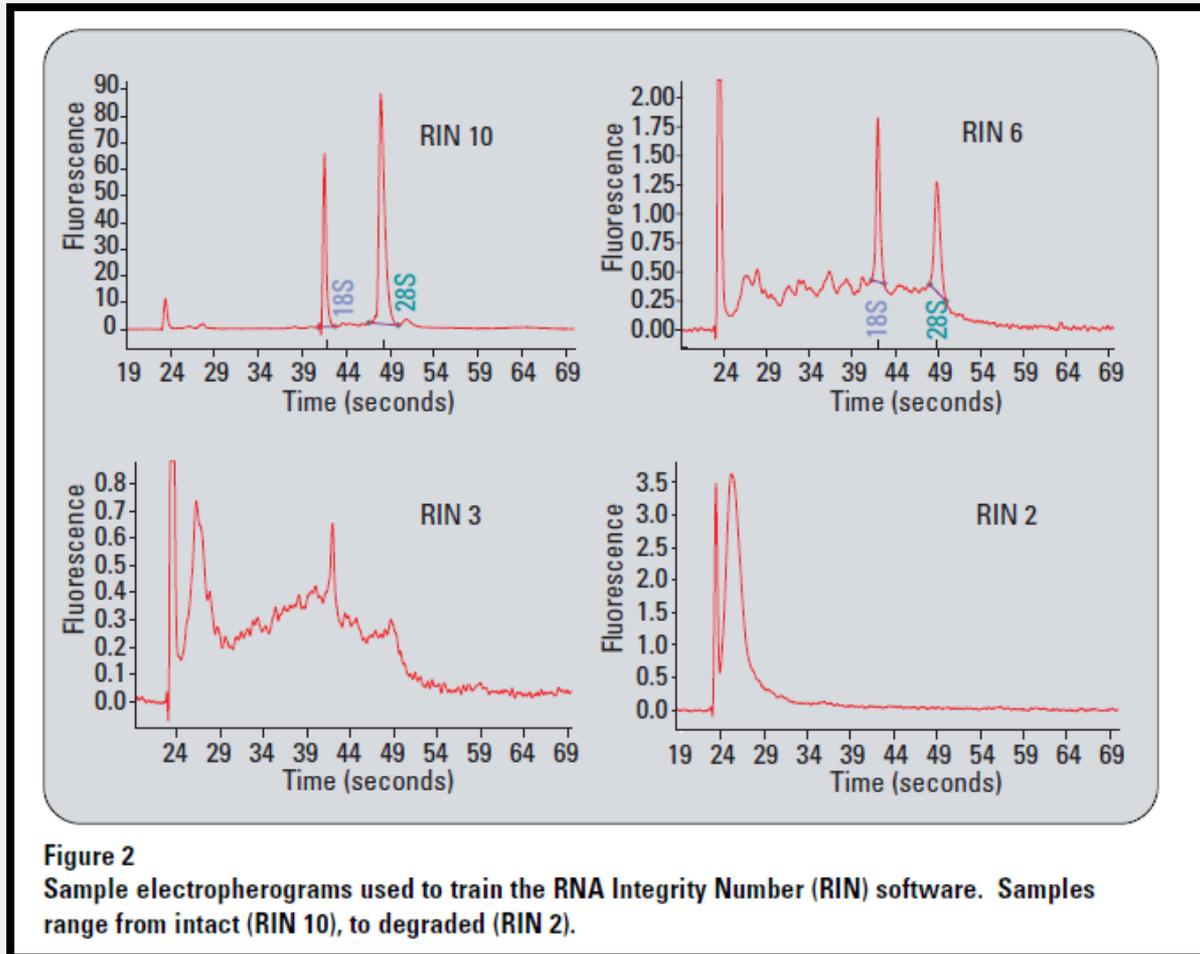 Fluorescence
90
80
70
60
50
40
30
20
10
0
RIN 10
18S
28S
19 24 29 34 39 44 49 54 59 64 69
Time (seconds)
Fluorescence
2.00
1.75
1.50
1.25
1.00
0.75
0.50
0.25
0.00
RIN 6
18S
28S
24 29 34 39 44 49 54 59 64 69
Time (seconds)
Fluorescence
0.8
0.7
0.6
0.5
0.4
0.3
0.2
0.1
0.0
RIN 3
24 29 34 39 44 49 54 59 64 69
Time (seconds)
Fluorescence
3.5
3.0
2.5
2.0
1.5
1.0
0.5
0.0
RIN 2
19 24 29 34 39 44 49 54 59 64 69
Time (seconds)
Figure 2
Sample electropherograms used to train the RNA Integrity Number (RIN) software. Samples
range from intact (RIN 10), to degraded (RIN 2).